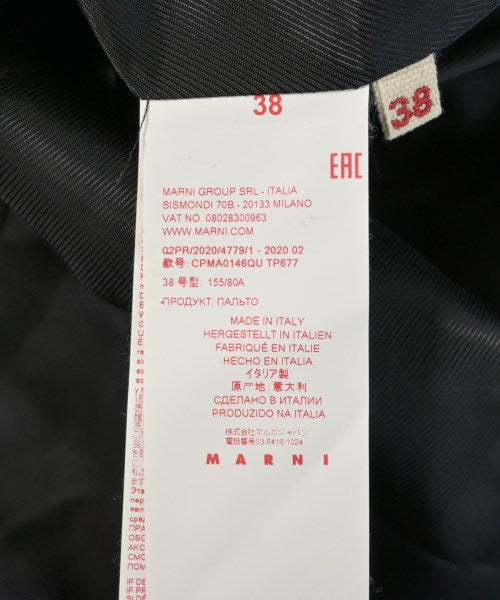 38
38
EAC
MARNI GROUP SRL - ITALIA
SISMONDI 70B - 20133 MILANO
VAT NO. 08028300963
WWW.MARNI.COM
02PR/2020/4779/1 - 2020 02
款号: CPMA0146QU TP677
38 号型: 155/80A
ПРОДУКТ: ПАЛЬТО
MADE IN ITALY
HERGESTELLT IN ITALIEN
FABRIQUÉ EN ITALIE
HECHO EN ITALIA
イタリア製
原产地: 意大利
СДЕЛАНО В ИТАЛИИ
PRODUZIDO NA ITALIA
株式会社マルニジャパン
電話番号03-6416-1024
MARNI